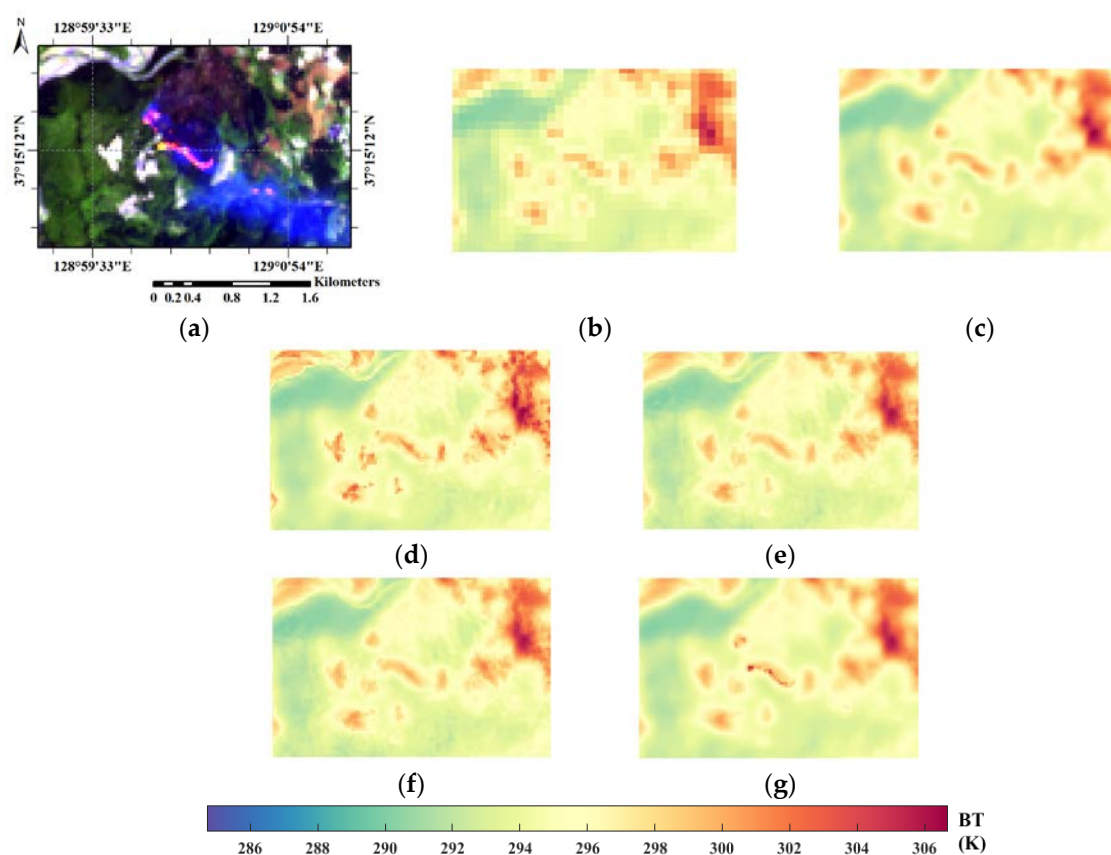 N
128°59'33"E 129°0'54"E
37°15'12"N 37°15'12"N
128°59'33"E 129°0'54"E
Kilometers
0 0.2 0.4 0.8 1.2 1.6
(a) (b) (c)
(d) (e)
(f) (g)
BT
286 288 290 292 294 296 298 300 302 304 306 (K)